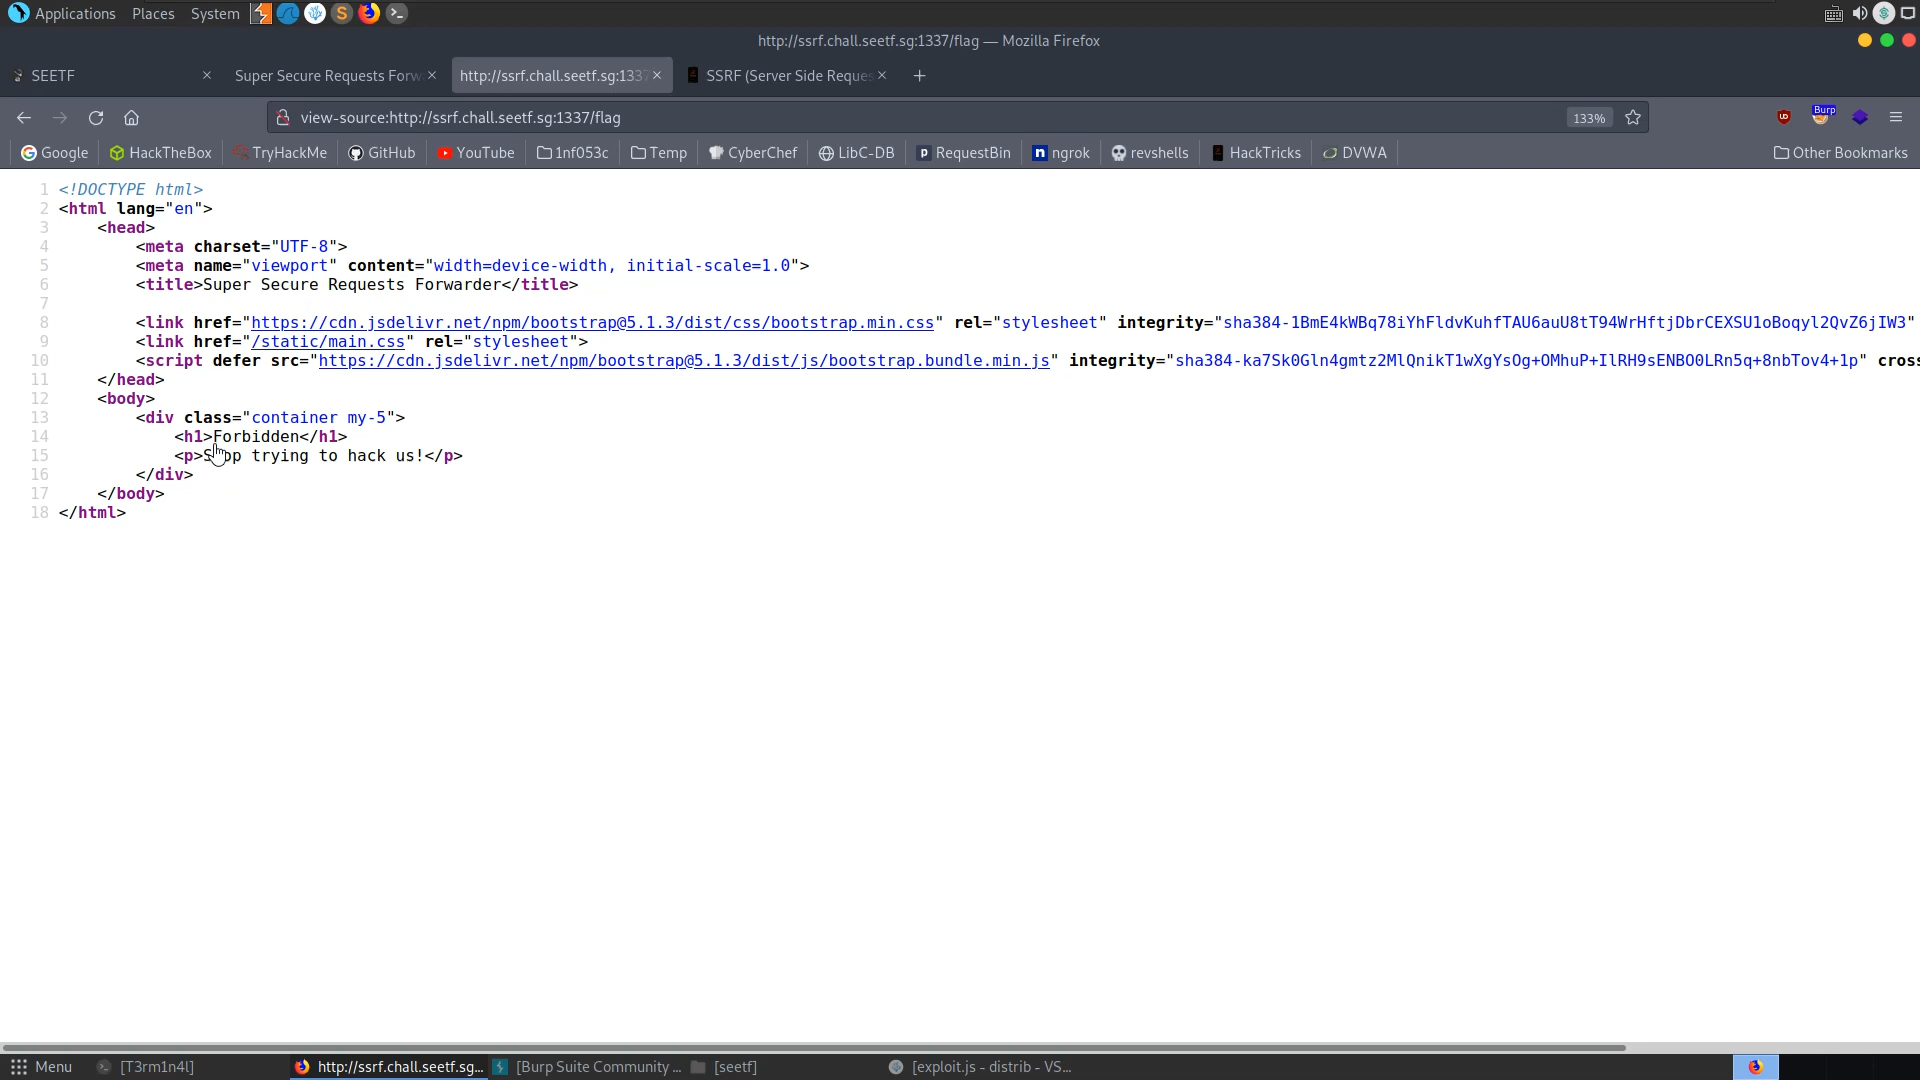 Applications Places System
http://ssrf.chall.seetf.sg:1337/flag — Mozilla Firefox
SEETF × Super Secure Requests Forw × http://ssrf.chall.seetf.sg:1337 × SSRF (Server Side Reques × +
view-source:http://ssrf.chall.seetf.sg:1337/flag 133% Burp
Google HackTheBox TryHackMe GitHub YouTube 1nf053c Temp CyberChef LibC-DB RequestBin ngrok revshells HackTricks DVWA Other Bookmarks
1 <!DOCTYPE html>
2 <html lang="en">
3 <head>
4 <meta charset="UTF-8">
5 <meta name="viewport" content="width=device-width, initial-scale=1.0">
6 <title>Super Secure Requests Forwarder</title>
7
8 <link href="https://cdn.jsdelivr.net/npm/bootstrap@5.1.3/dist/css/bootstrap.min.css" rel="stylesheet" integrity="sha384-1BmE4kWBq78iYhFldvKuhfTAU6auU8tT94WrHftjDbrCEXSU1oBoqyl2QvZ6jIW3"
9 <link href="/static/main.css" rel="stylesheet">
10 <script defer src="https://cdn.jsdelivr.net/npm/bootstrap@5.1.3/dist/js/bootstrap.bundle.min.js" integrity="sha384-ka7Sk0Gln4gmtz2MlQnikT1wXgYsOg+OMhuP+IlRH9sENBO0LRn5q+8nbTov4+1p" cross
11 </head>
12 <body>
13 <div class="container my-5">
14 <h1>Forbidden</h1>
15 <p>Stop trying to hack us!</p>
16 </div>
17 </body>
18 </html>
Menu [T3rm1n4l] http://ssrf.chall.seetf.sg... [Burp Suite Community ... [seetf] [exploit.js - distrib - VS...